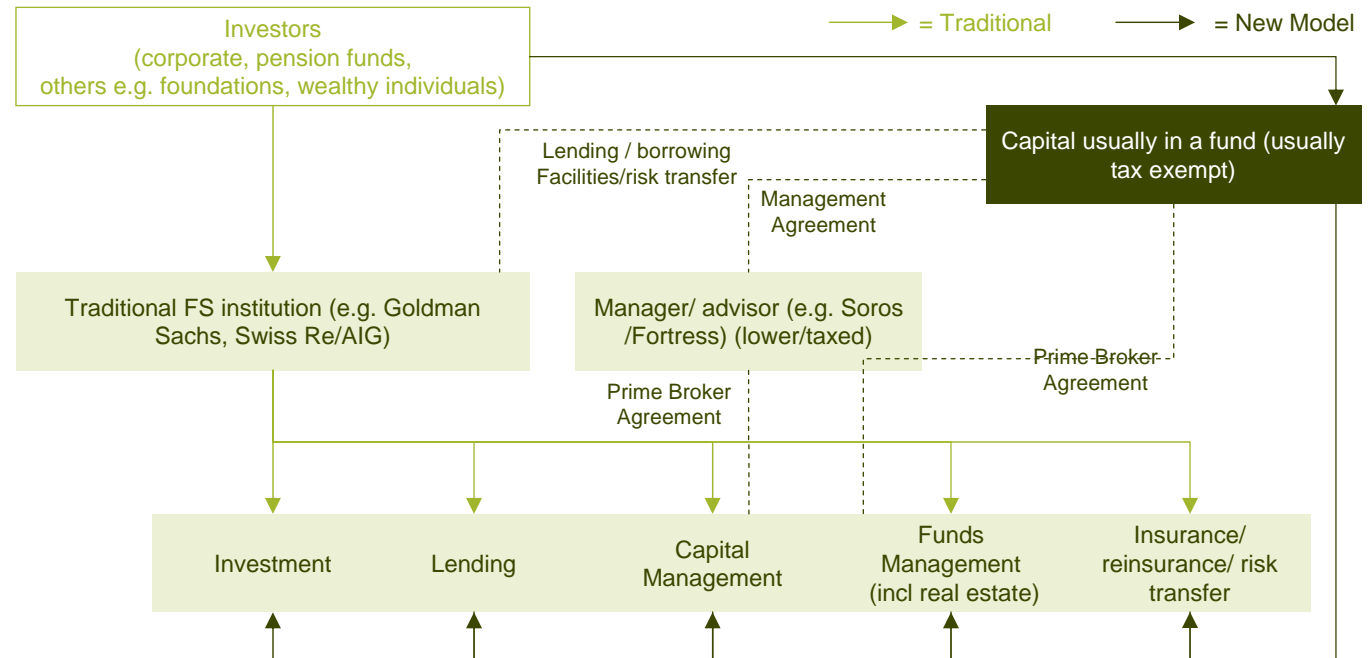 Investors
(corporate, pension funds,
others e.g. foundations, wealthy individuals)
= Traditional
= New Model
Capital usually in a fund (usually
tax exempt)
Lending / borrowing
Facilities/risk transfer
Management
Agreement
Traditional FS institution (e.g. Goldman
Sachs, Swiss Re/AIG)
Manager/ advisor (e.g. Soros
/Fortress) (lower/taxed)
Prime Broker
Agreement
Prime Broker
Agreement
Investment
Lending
Capital
Management
Funds
Management
(incl real estate)
Insurance/
reinsurance/ risk
transfer